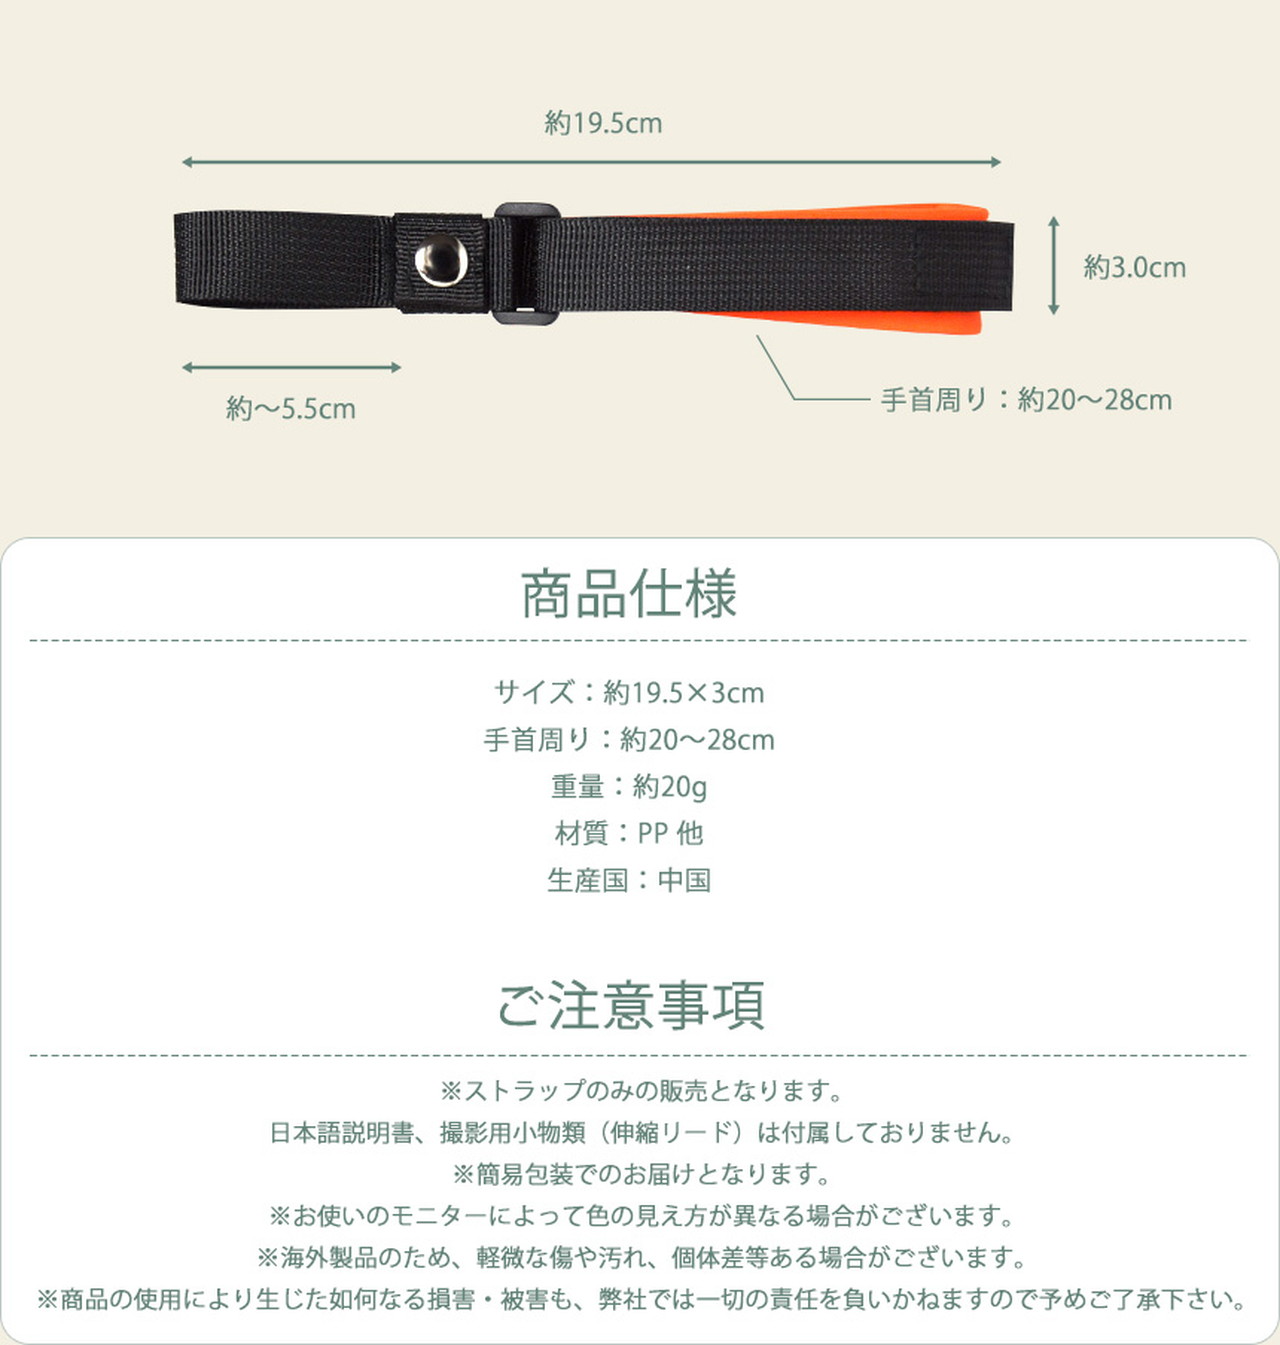 約19.5cm
約3.0cm
約～5.5cm
手首周り：約20～28cm
商品仕様
サイズ：約19.5×3cm
手首周り：約20～28cm
重量：約20g
材質：PP 他
生産国：中国
ご注意事項
※ストラップのみの販売となります。
日本語説明書、撮影用小物類（伸縮リード）は付属しておりません。
※簡易包装でのお届けとなります。
※お使いのモニターによって色の見え方が異なる場合がございます。
※海外製品のため、軽微な傷や汚れ、個体差等ある場合がございます。
※商品の使用により生じた如何なる損害・被害も、弊社では一切の責任を負いかねますので予めご了承下さい。